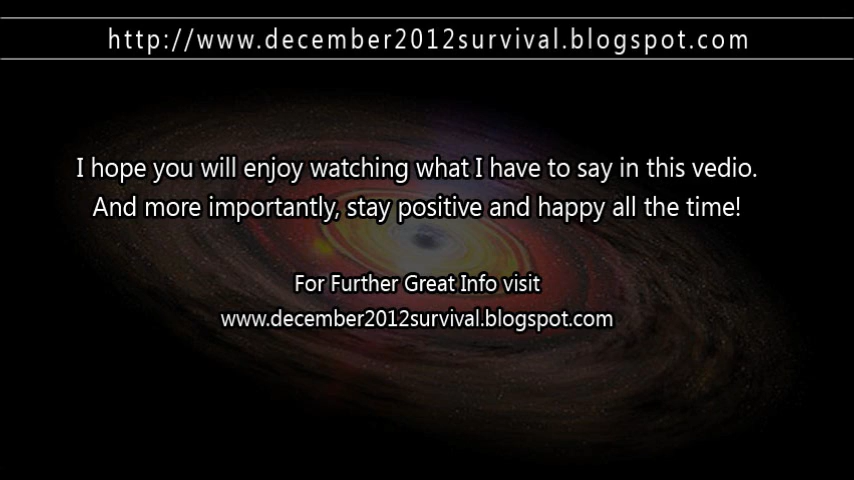 http://www.december2012survival.blogspot.com
I hope you will enjoy watching what I have to say in this vedio.
And more importantly, stay positive and happy all the time!
For Further Great Info visit
www.december2012survival.blogspot.com